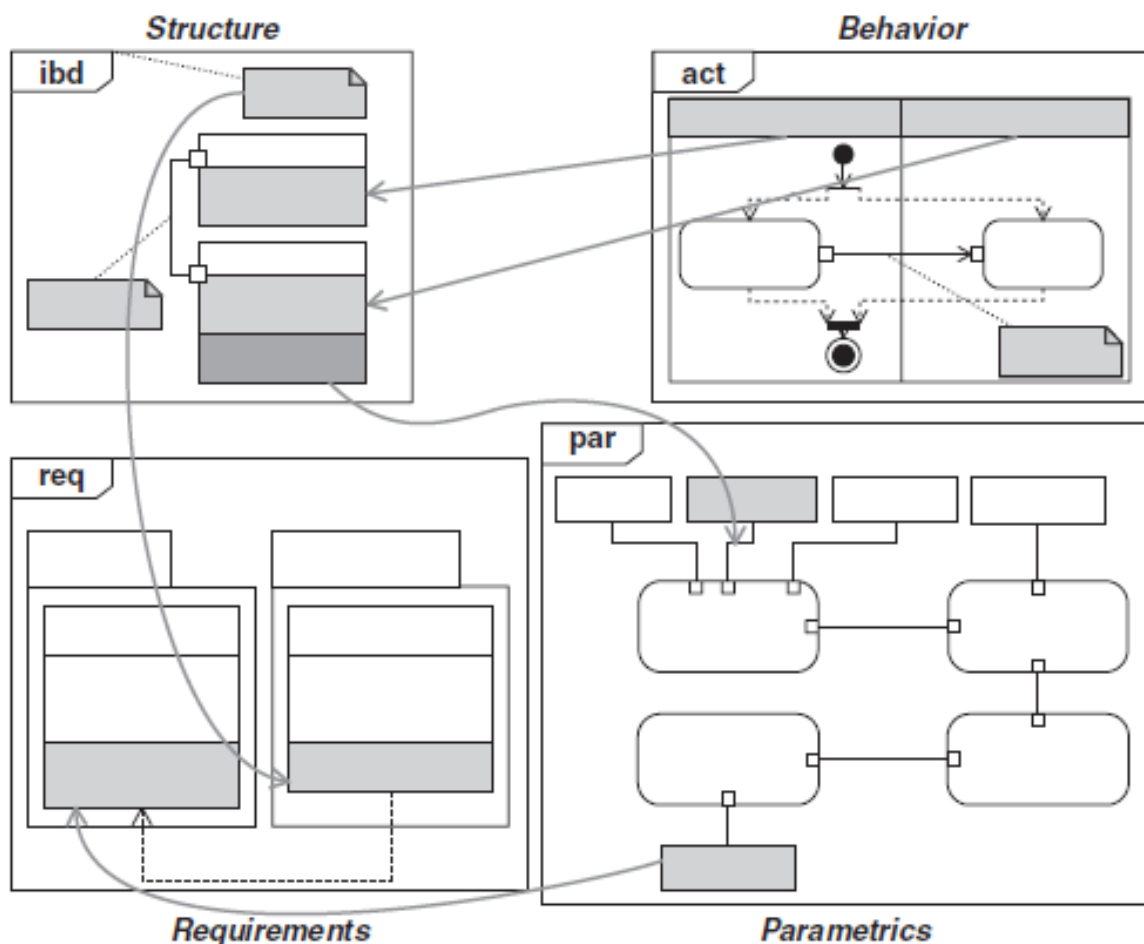 Structure
Behavior
ibd
act
par
req
Requirements
Parametrics